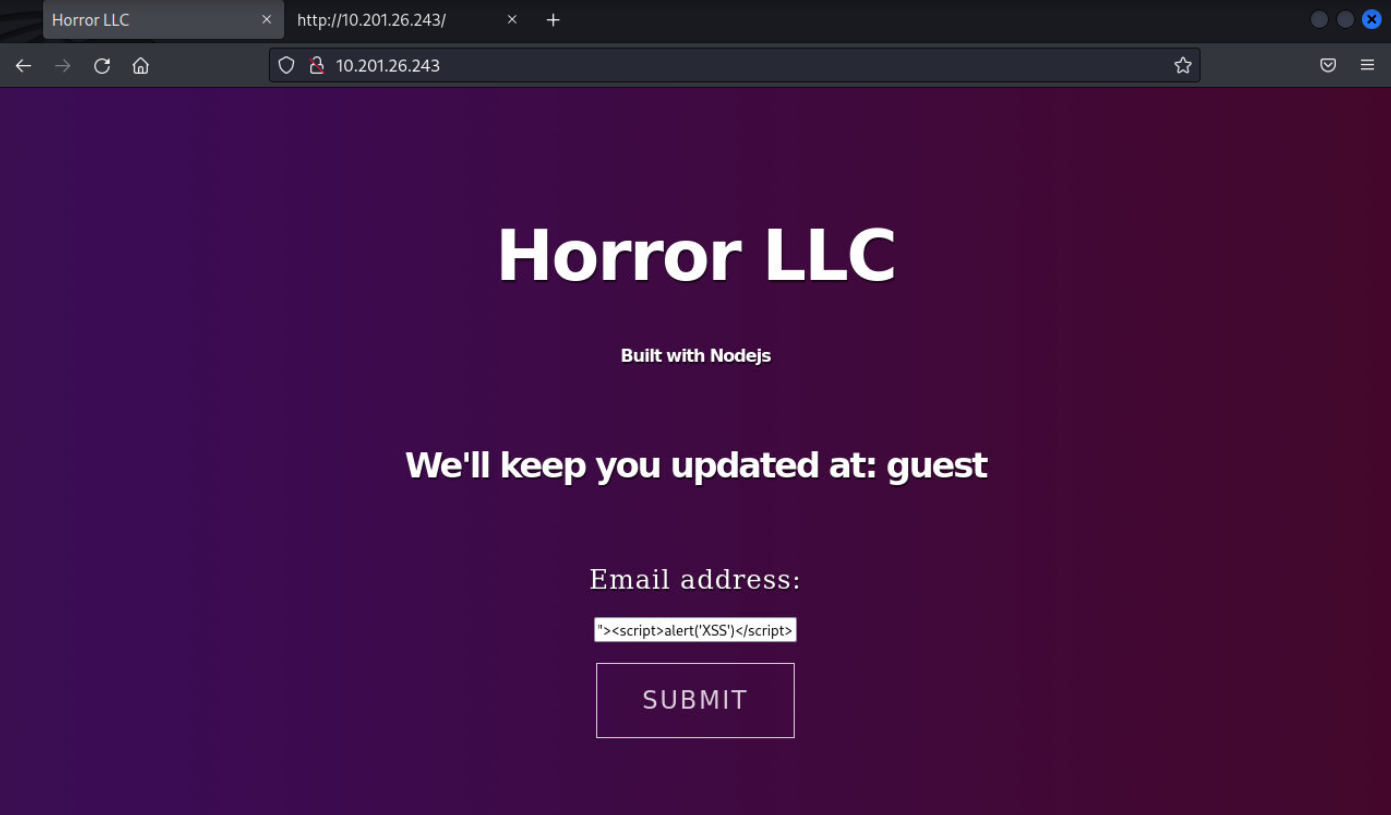 Horror LLC
http://10.201.26.243/
10.201.26.243
Horror LLC
Built with Nodejs
We'll keep you updated at: guest
Email address:
"><script>alert('XSS')</script>
SUBMIT